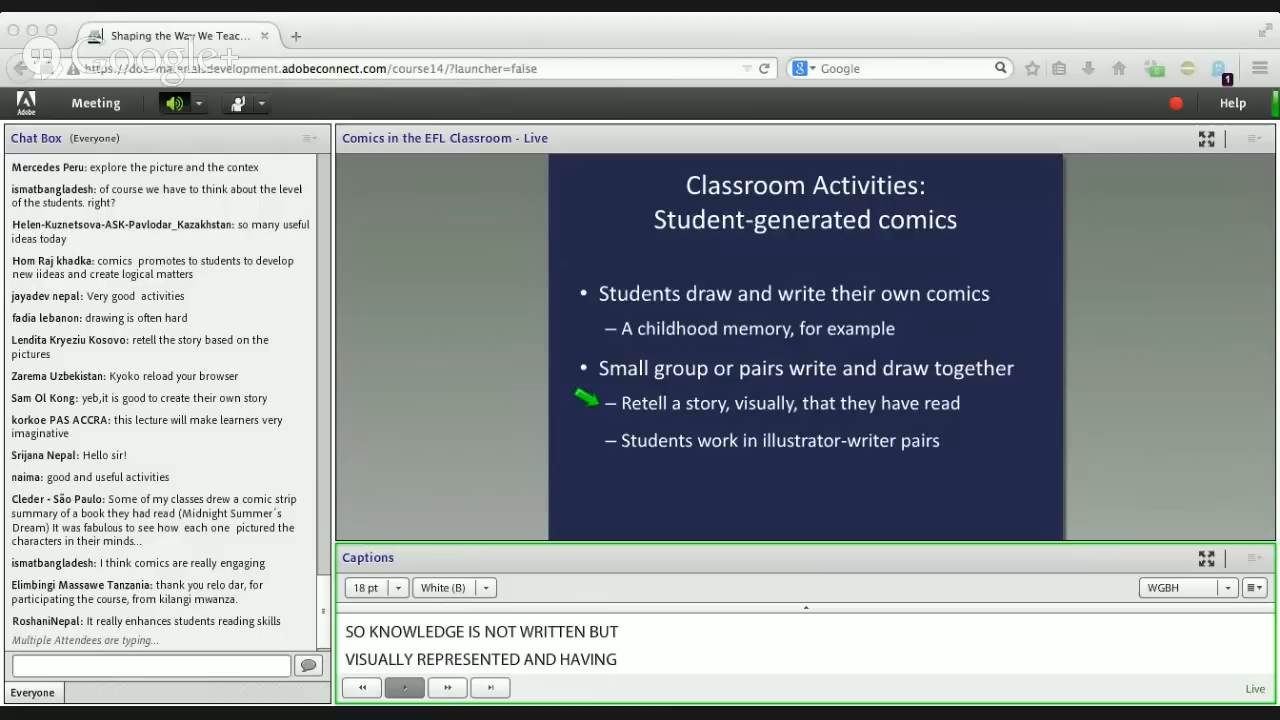 Shaping the Way We Teac...
Google+
adobeconnect.com/course14/?launcher=false
Google
1
Adobe
Meeting
Help
Chat Box (Everyone)
Mercedes Peru: explore the picture and the contex
ismatbangladesh: of course we have to think about the level
of the students. right?
Helen-Kuznetsova-ASK-Pavlodar_Kazakhstan: so many useful
ideas today
Hom Raj khadka: comics promotes to students to develop
new iideas and create logical matters
jayadev nepal: Very good activities
fadia lebanon: drawing is often hard
Lendita Kryeziu Kosovo: retell the story based on the
pictures
Zarema Uzbekistan: Kyoko reload your browser
Sam Ol Kong: yeb,it is good to create their own story
korkoe PAS ACCRA: this lecture will make learners very
imaginative
Srijana Nepal: Hello sir!
naima: good and useful activities
Cleder - São Paulo: Some of my classes drew a comic strip
summary of a book they had read (Midnight Summer´s
Dream) It was fabulous to see how each one pictured the
characters in their minds...
ismatbangladesh: I think comics are really engaging
Elimbingi Massawe Tanzania: thank you relo dar, for
participating the course, from kilangi mwanza.
RoshaniNepal: It really enhances students reading skills
Multiple Attendees are typing...
Everyone
Comics in the EFL Classroom - Live
Classroom Activities:
Student-generated comics
• Students draw and write their own comics
– A childhood memory, for example
• Small group or pairs write and draw together
– Retell a story, visually, that they have read
– Students work in illustrator-writer pairs
Captions
18 pt
White (B)
WGBH
SO KNOWLEDGE IS NOT WRITTEN BUT
VISUALLY REPRESENTED AND HAVING
Live